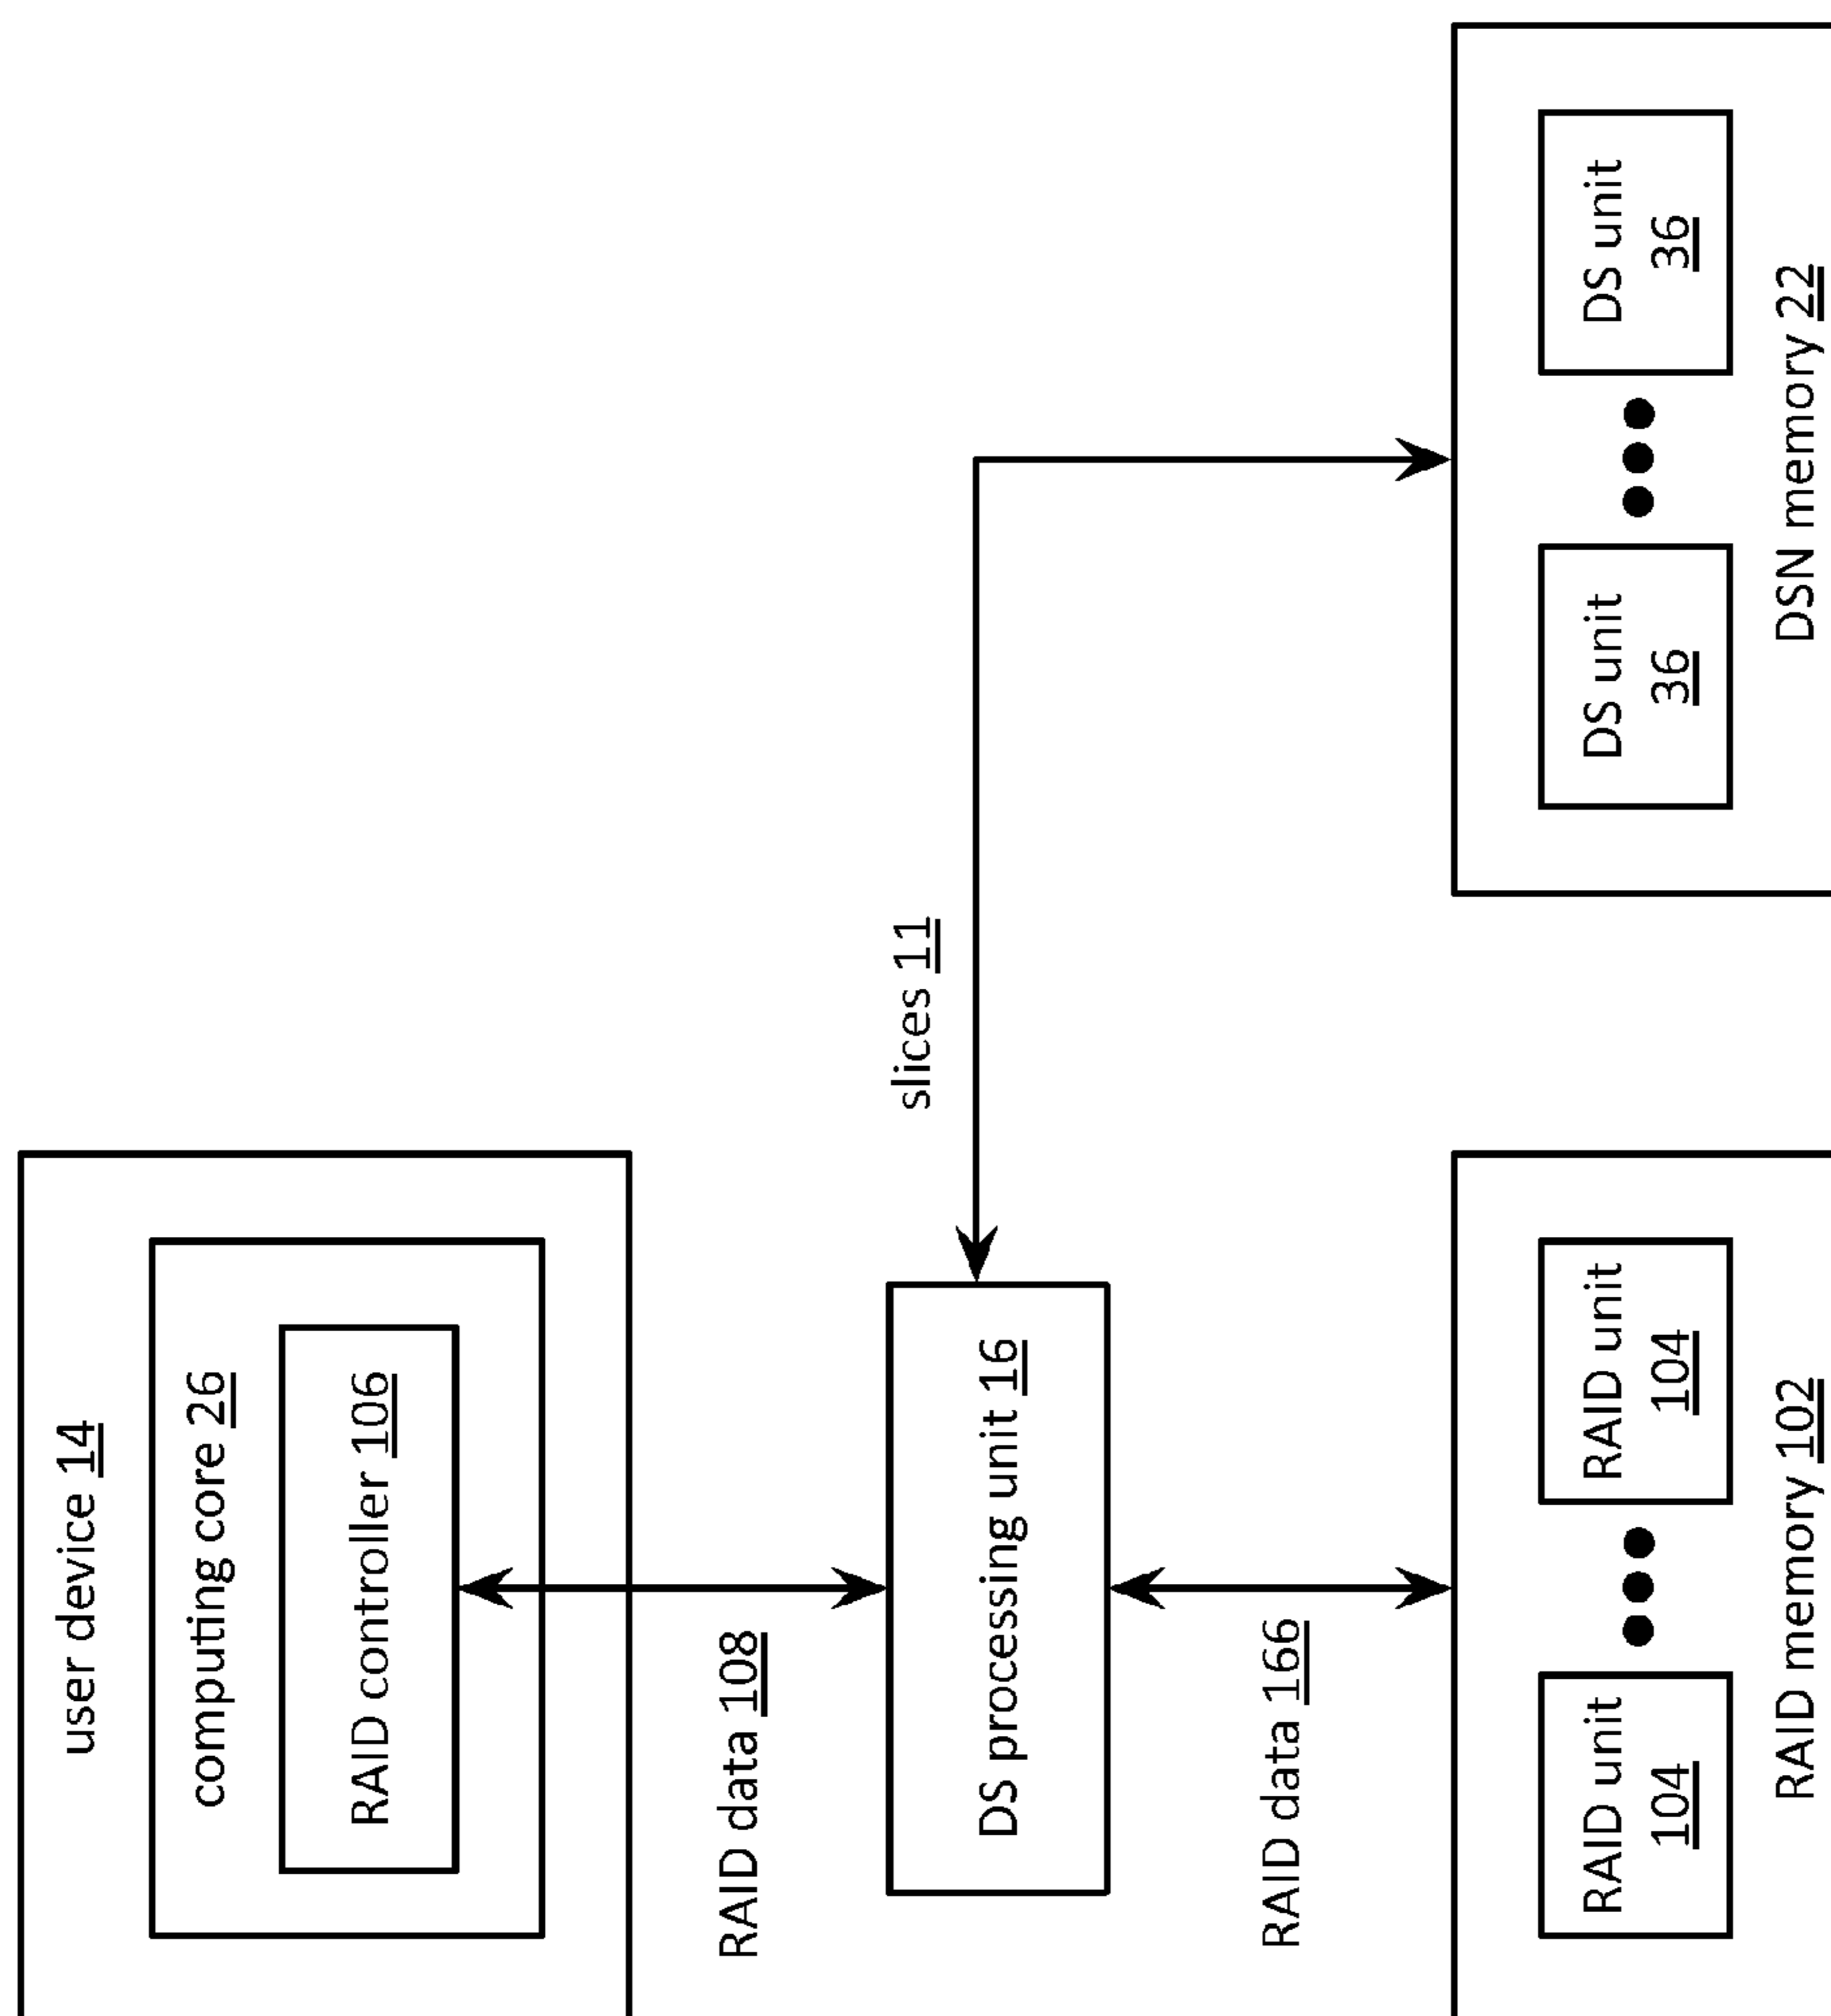 user device 14
computing core 26
RAID controller 106
RAID data 108
DS processing unit 16
slices 11
RAID data 166
RAID unit
104
RAID unit
104
RAID memory 102
DS unit
36
DS unit
36
DSN memory 22